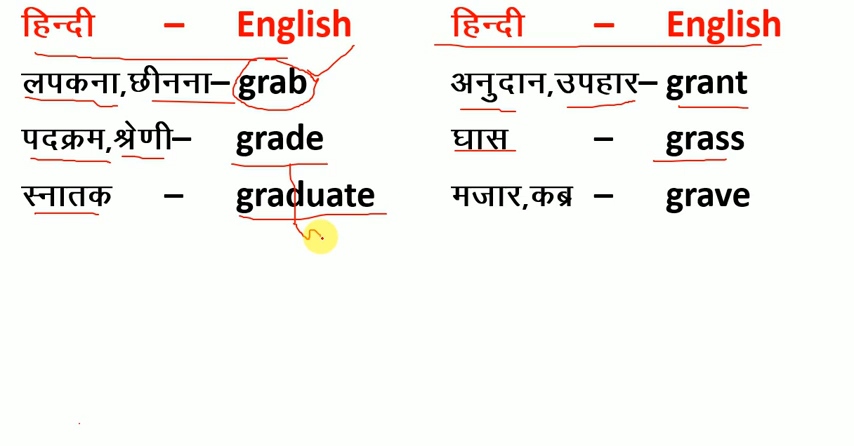 हिन्दी – English
लपकना,छीनना– grab
पदक्रम,श्रेणी– grade
स्नातक – graduate
हिन्दी – English
अनुदान,उपहार– grant
घास – grass
मजार,कब्र – grave